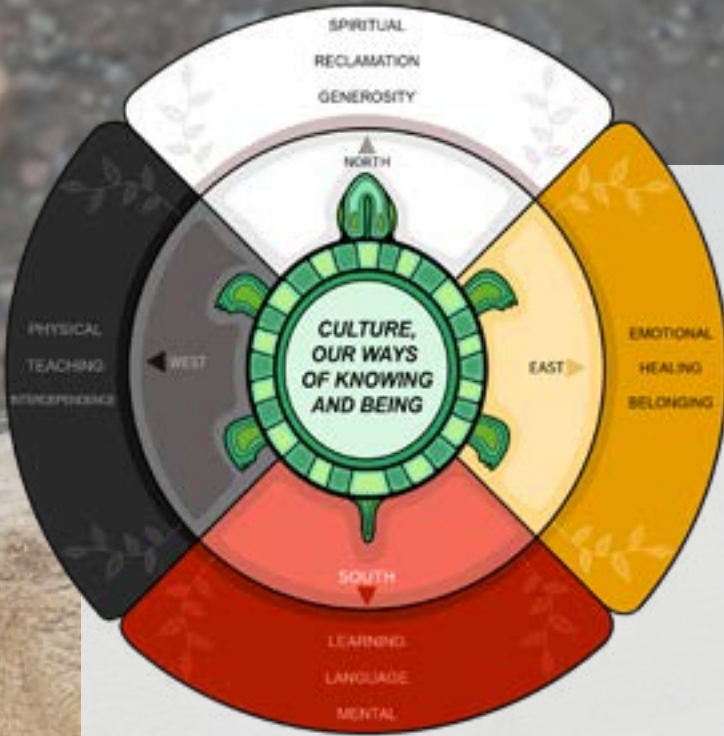 SPIRITUAL
RECLAMATION
GENEROSITY
NORTH
PHYSICAL
TEACHING
INTERDEPENDENCE
WEST
CULTURE,
OUR WAYS
OF KNOWING
AND BEING
EAST
EMOTIONAL
HEALING
BELONGING
SOUTH
LEARNING
LANGUAGE
MENTAL